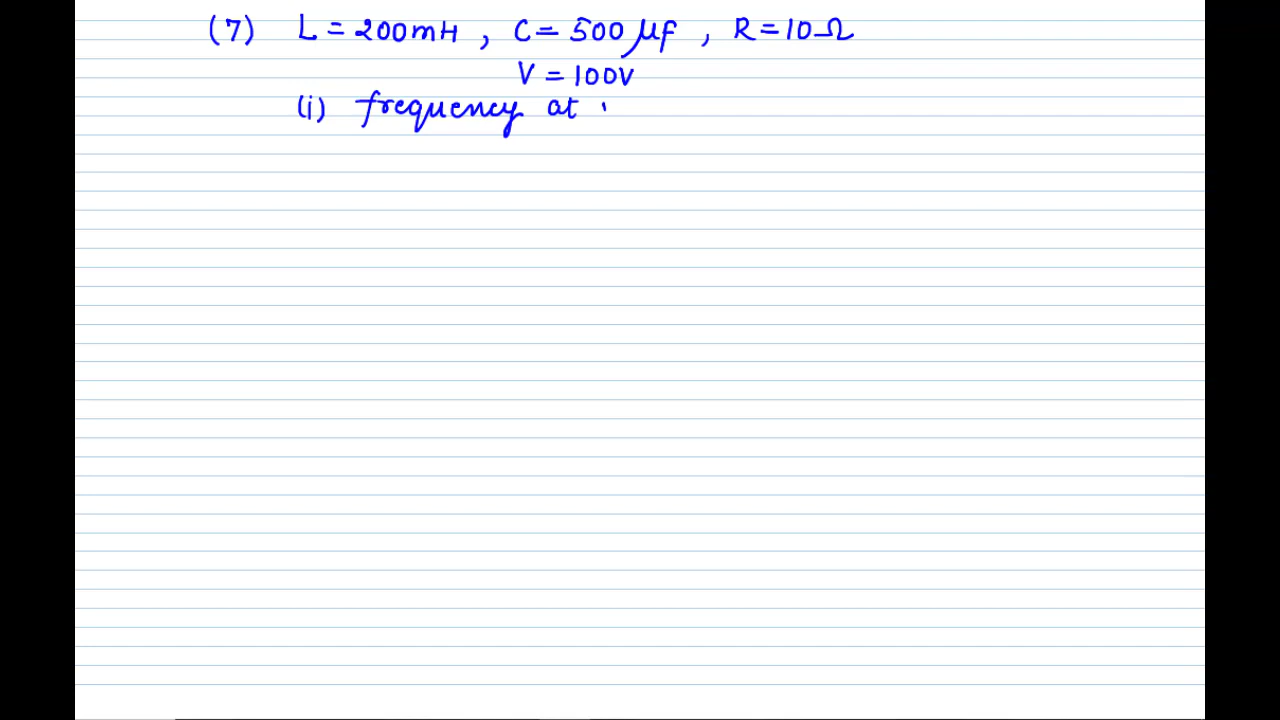 (7) L = 200mH , C = 500 μf , R = 10Ω
V = 100V
(i) frequency at